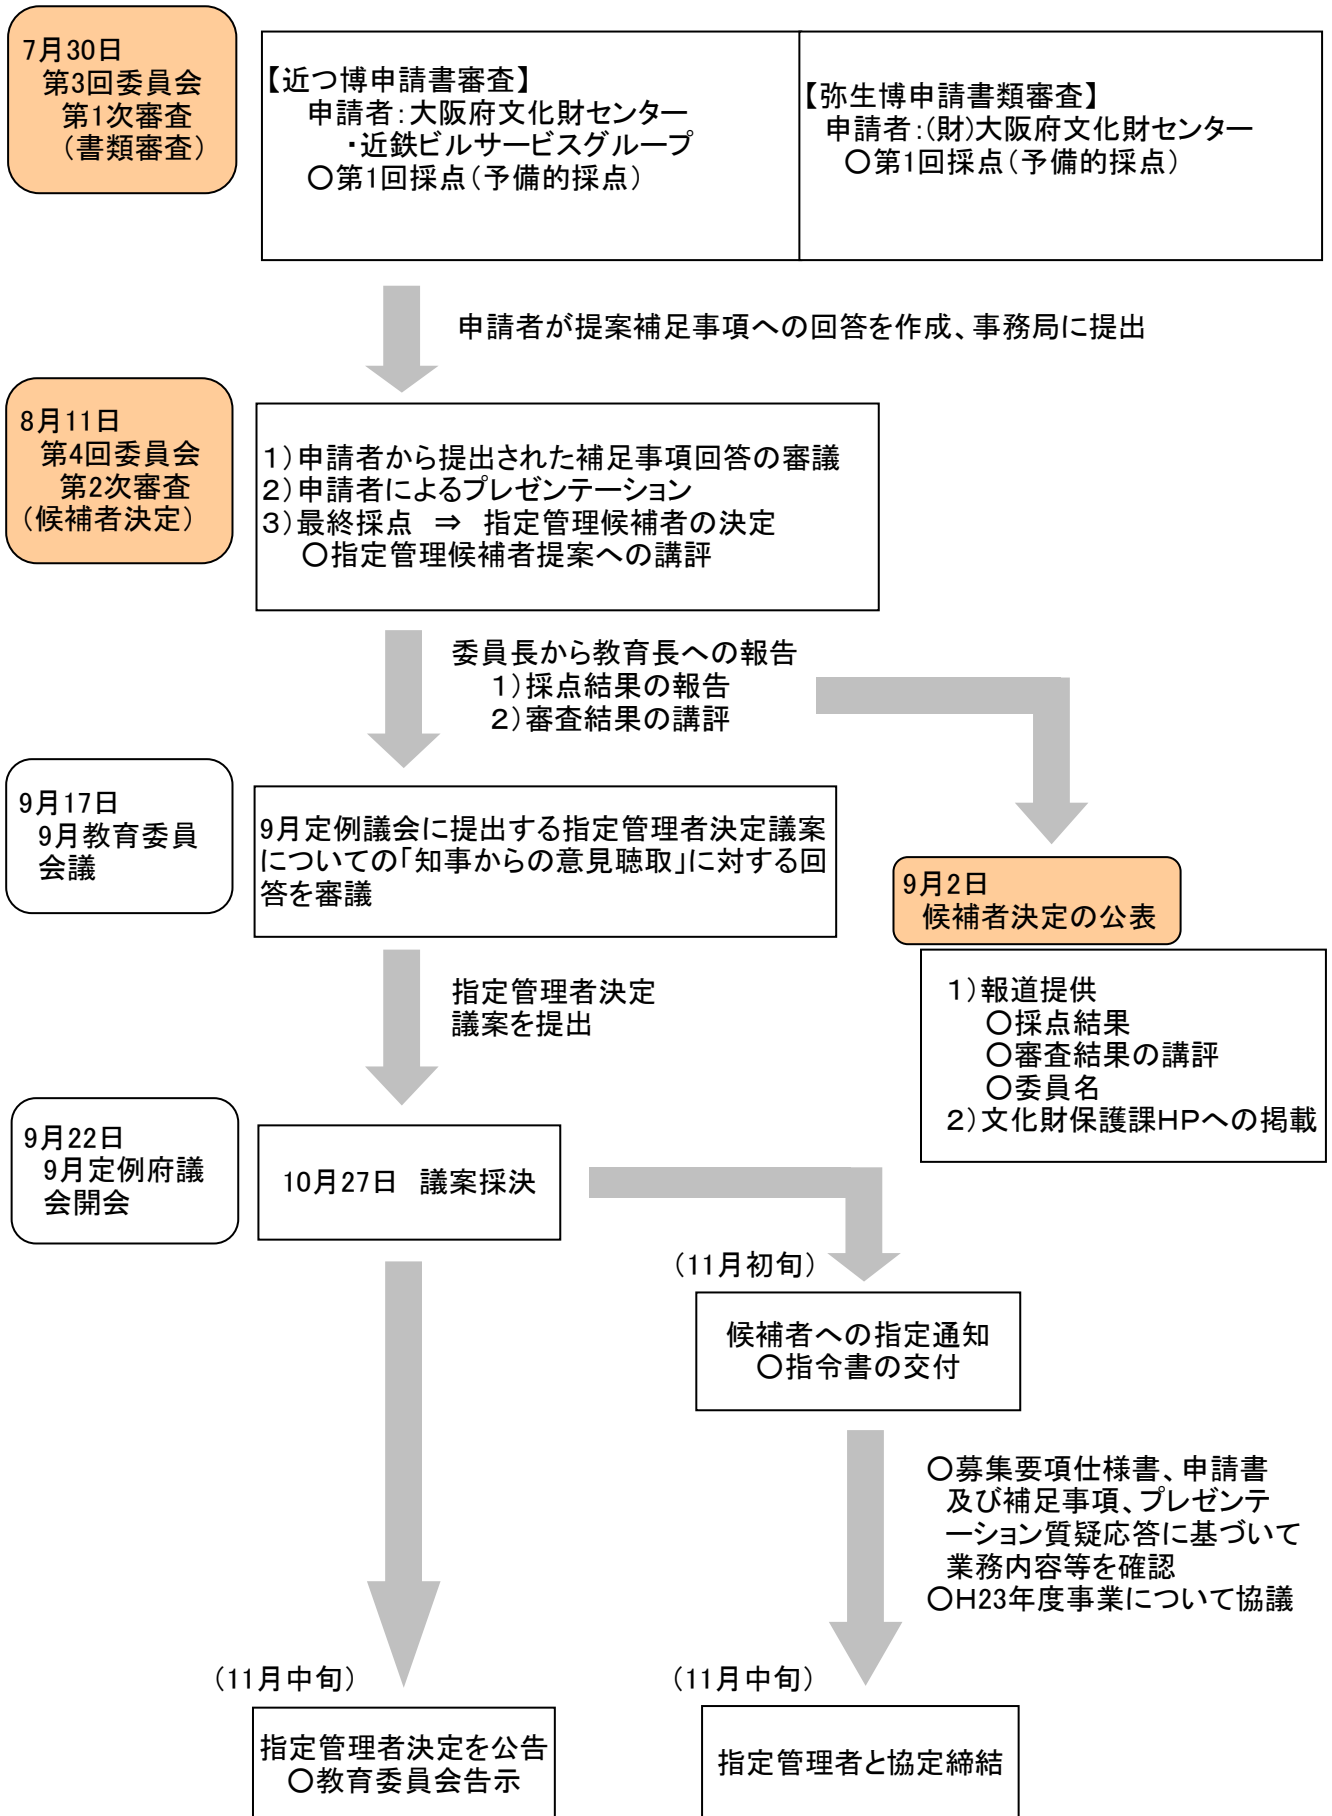 7月30日
第3回委員会
第1次審査
(書類審査)
【近つ博申請書審査】
申請者:大阪府文化財センター
・近鉄ビルサービスグループ
○第1回採点(予備的採点)
【弥生博申請書類審査】
申請者:(財)大阪府文化財センター
○第1回採点(予備的採点)
申請者が提案補足事項への回答を作成、事務局に提出
8月11日
第4回委員会
第2次審査
(候補者決定)
1)申請者から提出された補足事項回答の審議
2)申請者によるプレゼンテーション
3)最終採点 ⇒ 指定管理候補者の決定
○指定管理候補者提案への講評
委員長から教育長への報告
1)採点結果の報告
2)審査結果の講評
9月17日
9月教育委員
会議
9月定例議会に提出する指定管理者決定議案
についての「知事からの意見聴取」に対する回
答を審議
9月2日
候補者決定の公表
1)報道提供
○採点結果
○審査結果の講評
○委員名
2)文化財保護課HPへの掲載
指定管理者決定
議案を提出
9月22日
9月定例府議
会開会
10月27日 議案採決
(11月初旬)
候補者への指定通知
○指令書の交付
○募集要項仕様書、申請書
及び補足事項、プレゼンテ
ーション質疑応答に基づいて
業務内容等を確認
○H23年度事業について協議
(11月中旬)
指定管理者決定を公告
○教育委員会告示
(11月中旬)
指定管理者と協定締結